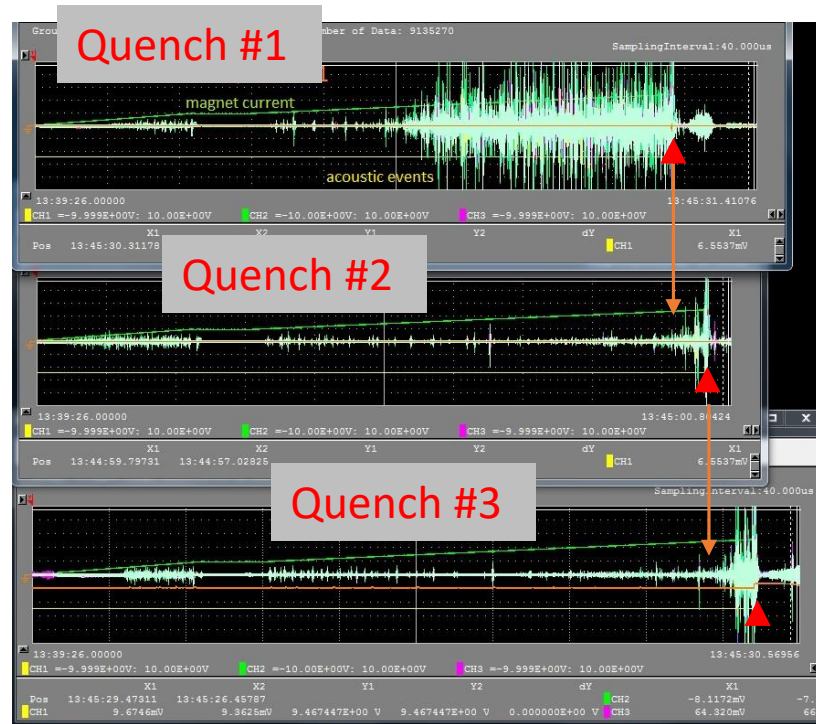 Quench #1
mber of Data: 9135270
SamplingInterval:40.000us
magnet current
acoustic events
13:39:26.00000 13:45:31.41076
CH1 =-9.999E+00V: 10.00E+00V CH2 =-10.00E+00V: 10.00E+00V CH3 =-9.999E+00V: 10.00E+00V
X1 X2 Y1 Y2 dY X1
Pos 13:45:30.31178 CH1 6.5537mV
Quench #2
13:39:26.00000 13:45:00.80424
CH1 =-9.999E+00V: 10.00E+00V CH2 =-10.00E+00V: 10.00E+00V CH3 =-9.999E+00V: 10.00E+00V
X1 X2 Y1 Y2 dY X1
Pos 13:44:59.79731 13:44:57.02825 CH1 6.5537mV
Quench #3
SamplingInterval:40.000us
13:39:26.00000 13:45:30.56956
CH1 =-9.999E+00V: 10.00E+00V CH2 =-10.00E+00V: 10.00E+00V CH3 =-9.999E+00V: 10.00E+00V
X1 X2 Y1 Y2 dY X1
Pos 13:45:29.47311 13:45:26.45787 CH2 -8.1172mV -7.
CH1 9.6746mV 9.3625mV 9.467447E+00 V 9.467447E+00 V 0.000000E+00 V CH3 64.320mV 66